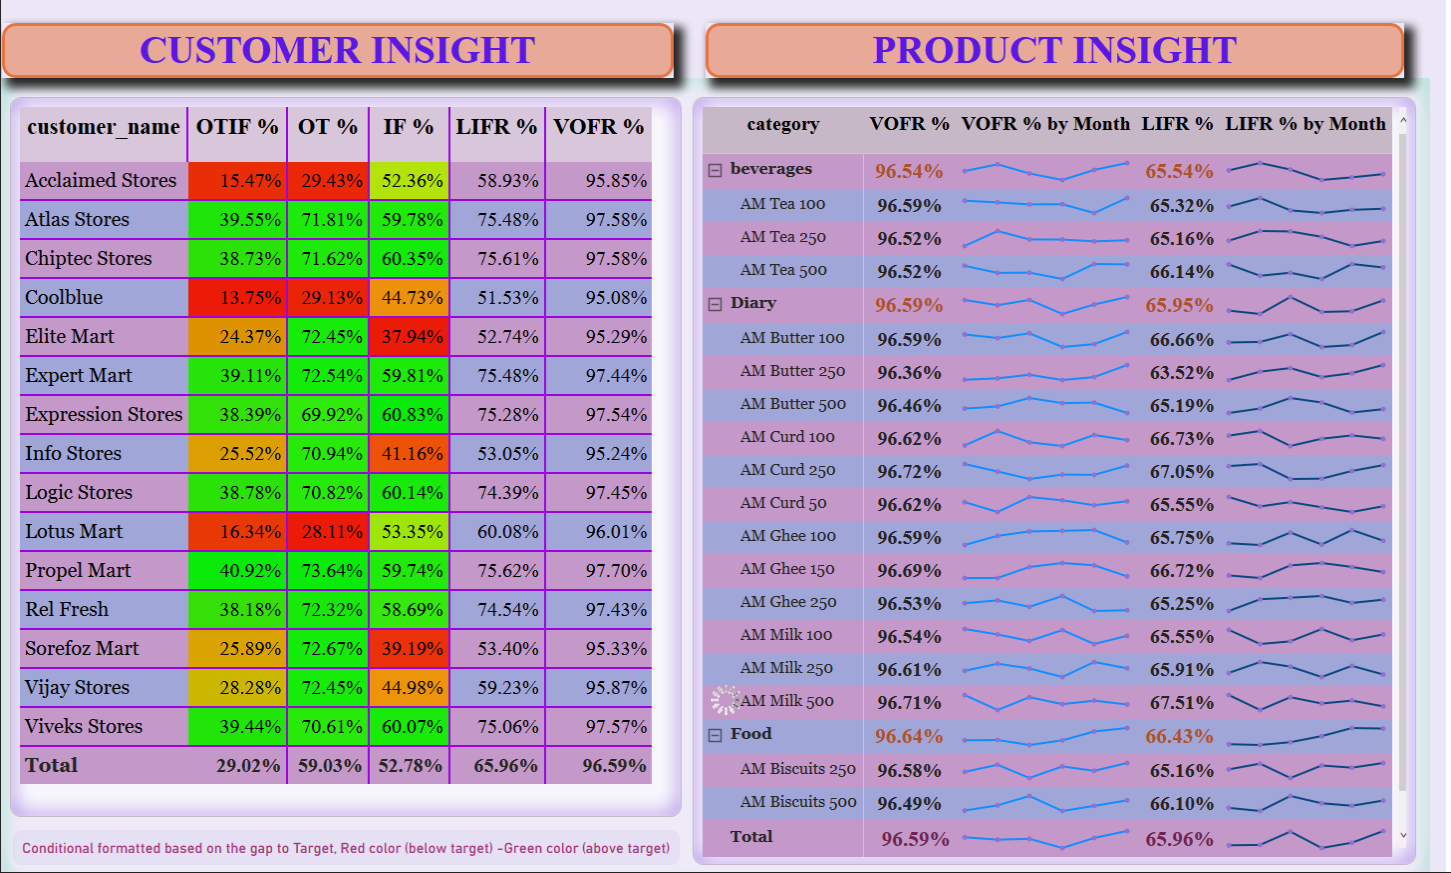 CUSTOMER INSIGHT
customer_name OTIF % OT % IF % LIFR % VOFR %
Acclaimed Stores 15.47% 29.43% 52.36% 58.93% 95.85%
Atlas Stores 39.55% 71.81% 59.78% 75.48% 97.58%
Chiptec Stores 38.73% 71.62% 60.35% 75.61% 97.58%
Coolblue 13.75% 29.13% 44.73% 51.53% 95.08%
Elite Mart 24.37% 72.45% 37.94% 52.74% 95.29%
Expert Mart 39.11% 72.54% 59.81% 75.48% 97.44%
Expression Stores 38.39% 69.92% 60.83% 75.28% 97.54%
Info Stores 25.52% 70.94% 41.16% 53.05% 95.24%
Logic Stores 38.78% 70.82% 60.14% 74.39% 97.45%
Lotus Mart 16.34% 28.11% 53.35% 60.08% 96.01%
Propel Mart 40.92% 73.64% 59.74% 75.62% 97.70%
Rel Fresh 38.18% 72.32% 58.69% 74.54% 97.43%
Sorefoz Mart 25.89% 72.67% 39.19% 53.40% 95.33%
Vijay Stores 28.28% 72.45% 44.98% 59.23% 95.87%
Viveks Stores 39.44% 70.61% 60.07% 75.06% 97.57%
Total 29.02% 59.03% 52.78% 65.96% 96.59%
Conditional formatted based on the gap to Target, Red color (below target) -Green color (above target)
PRODUCT INSIGHT
category VOFR % VOFR % by Month LIFR % LIFR % by Month
beverages 96.54% 65.54%
AM Tea 100 96.59% 65.32%
AM Tea 250 96.52% 65.16%
AM Tea 500 96.52% 66.14%
Diary 96.59% 65.95%
AM Butter 100 96.59% 66.66%
AM Butter 250 96.36% 63.52%
AM Butter 500 96.46% 65.19%
AM Curd 100 96.62% 66.73%
AM Curd 250 96.72% 67.05%
AM Curd 50 96.62% 65.55%
AM Ghee 100 96.59% 65.75%
AM Ghee 150 96.69% 66.72%
AM Ghee 250 96.53% 65.25%
AM Milk 100 96.54% 65.55%
AM Milk 250 96.61% 65.91%
AM Milk 500 96.71% 67.51%
Food 96.64% 66.43%
AM Biscuits 250 96.58% 65.16%
AM Biscuits 500 96.49% 66.10%
Total 96.59% 65.96%